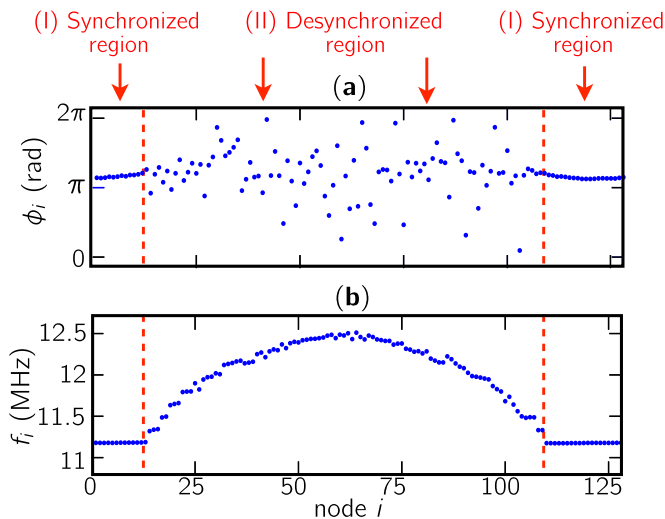 (I) Synchronized region
(II) Desynchronized region
(I) Synchronized region
(a)
2π
π
0
ϕi (rad)
(b)
12.5
12
11.5
11
fi (MHz)
0
25
50
75
100
125
node i